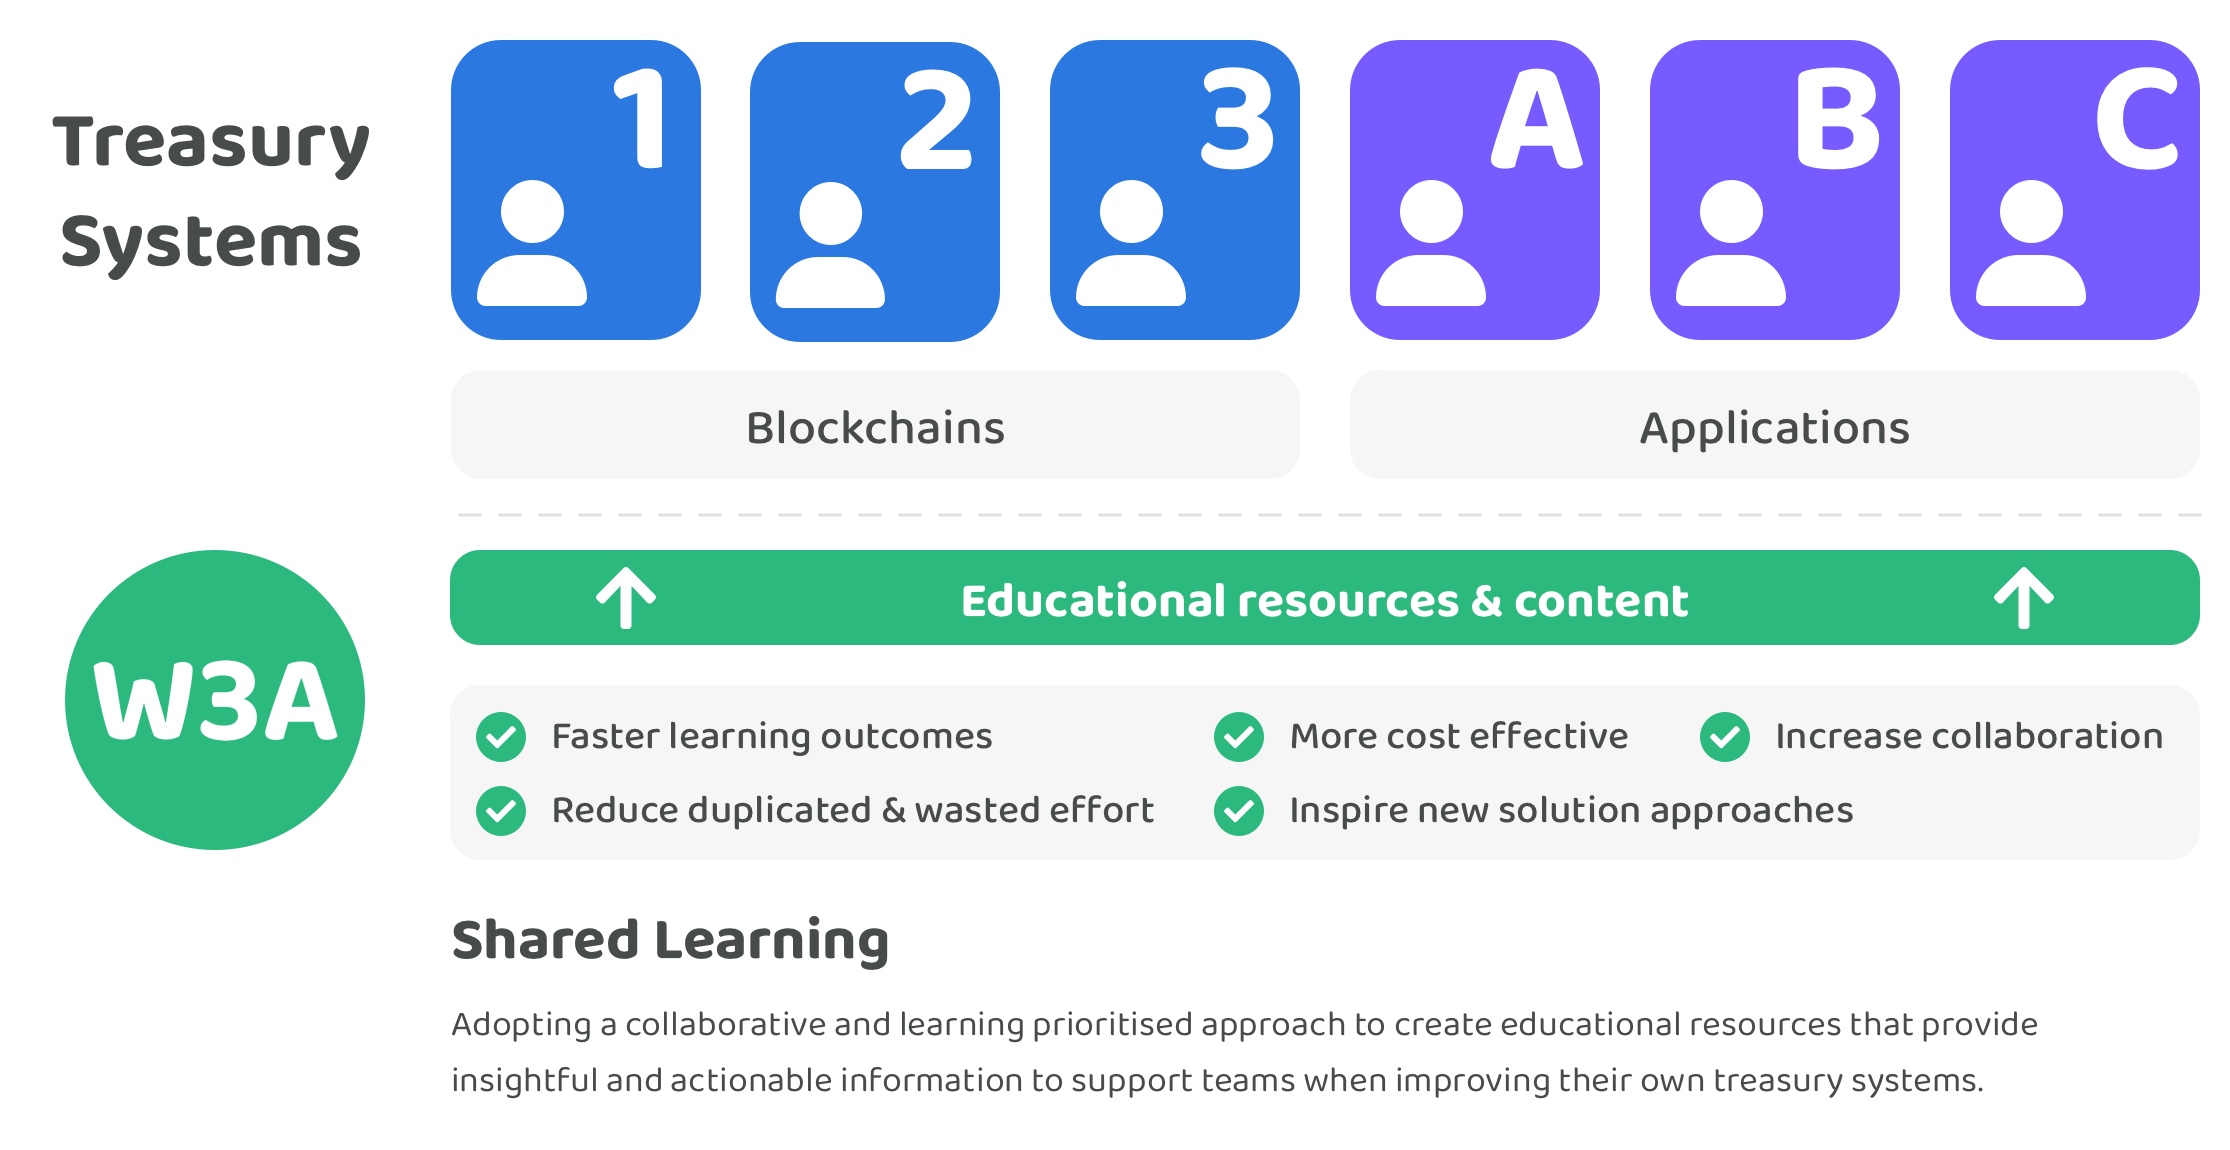 Treasury
Systems
1
2
3
A
B
C
Blockchains
Applications
W3A
Educational resources & content
Faster learning outcomes
More cost effective
Increase collaboration
Reduce duplicated & wasted effort
Inspire new solution approaches
Shared Learning
Adopting a collaborative and learning prioritised approach to create educational resources that provide
insightful and actionable information to support teams when improving their own treasury systems.